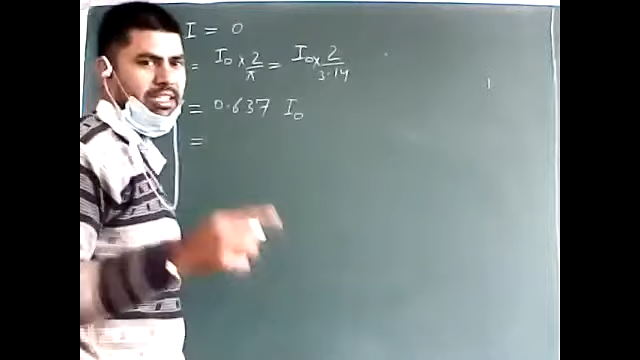 I = 0
= I₀ × 2/π = I₀ × 2/3.14
= 0.637 I₀
=